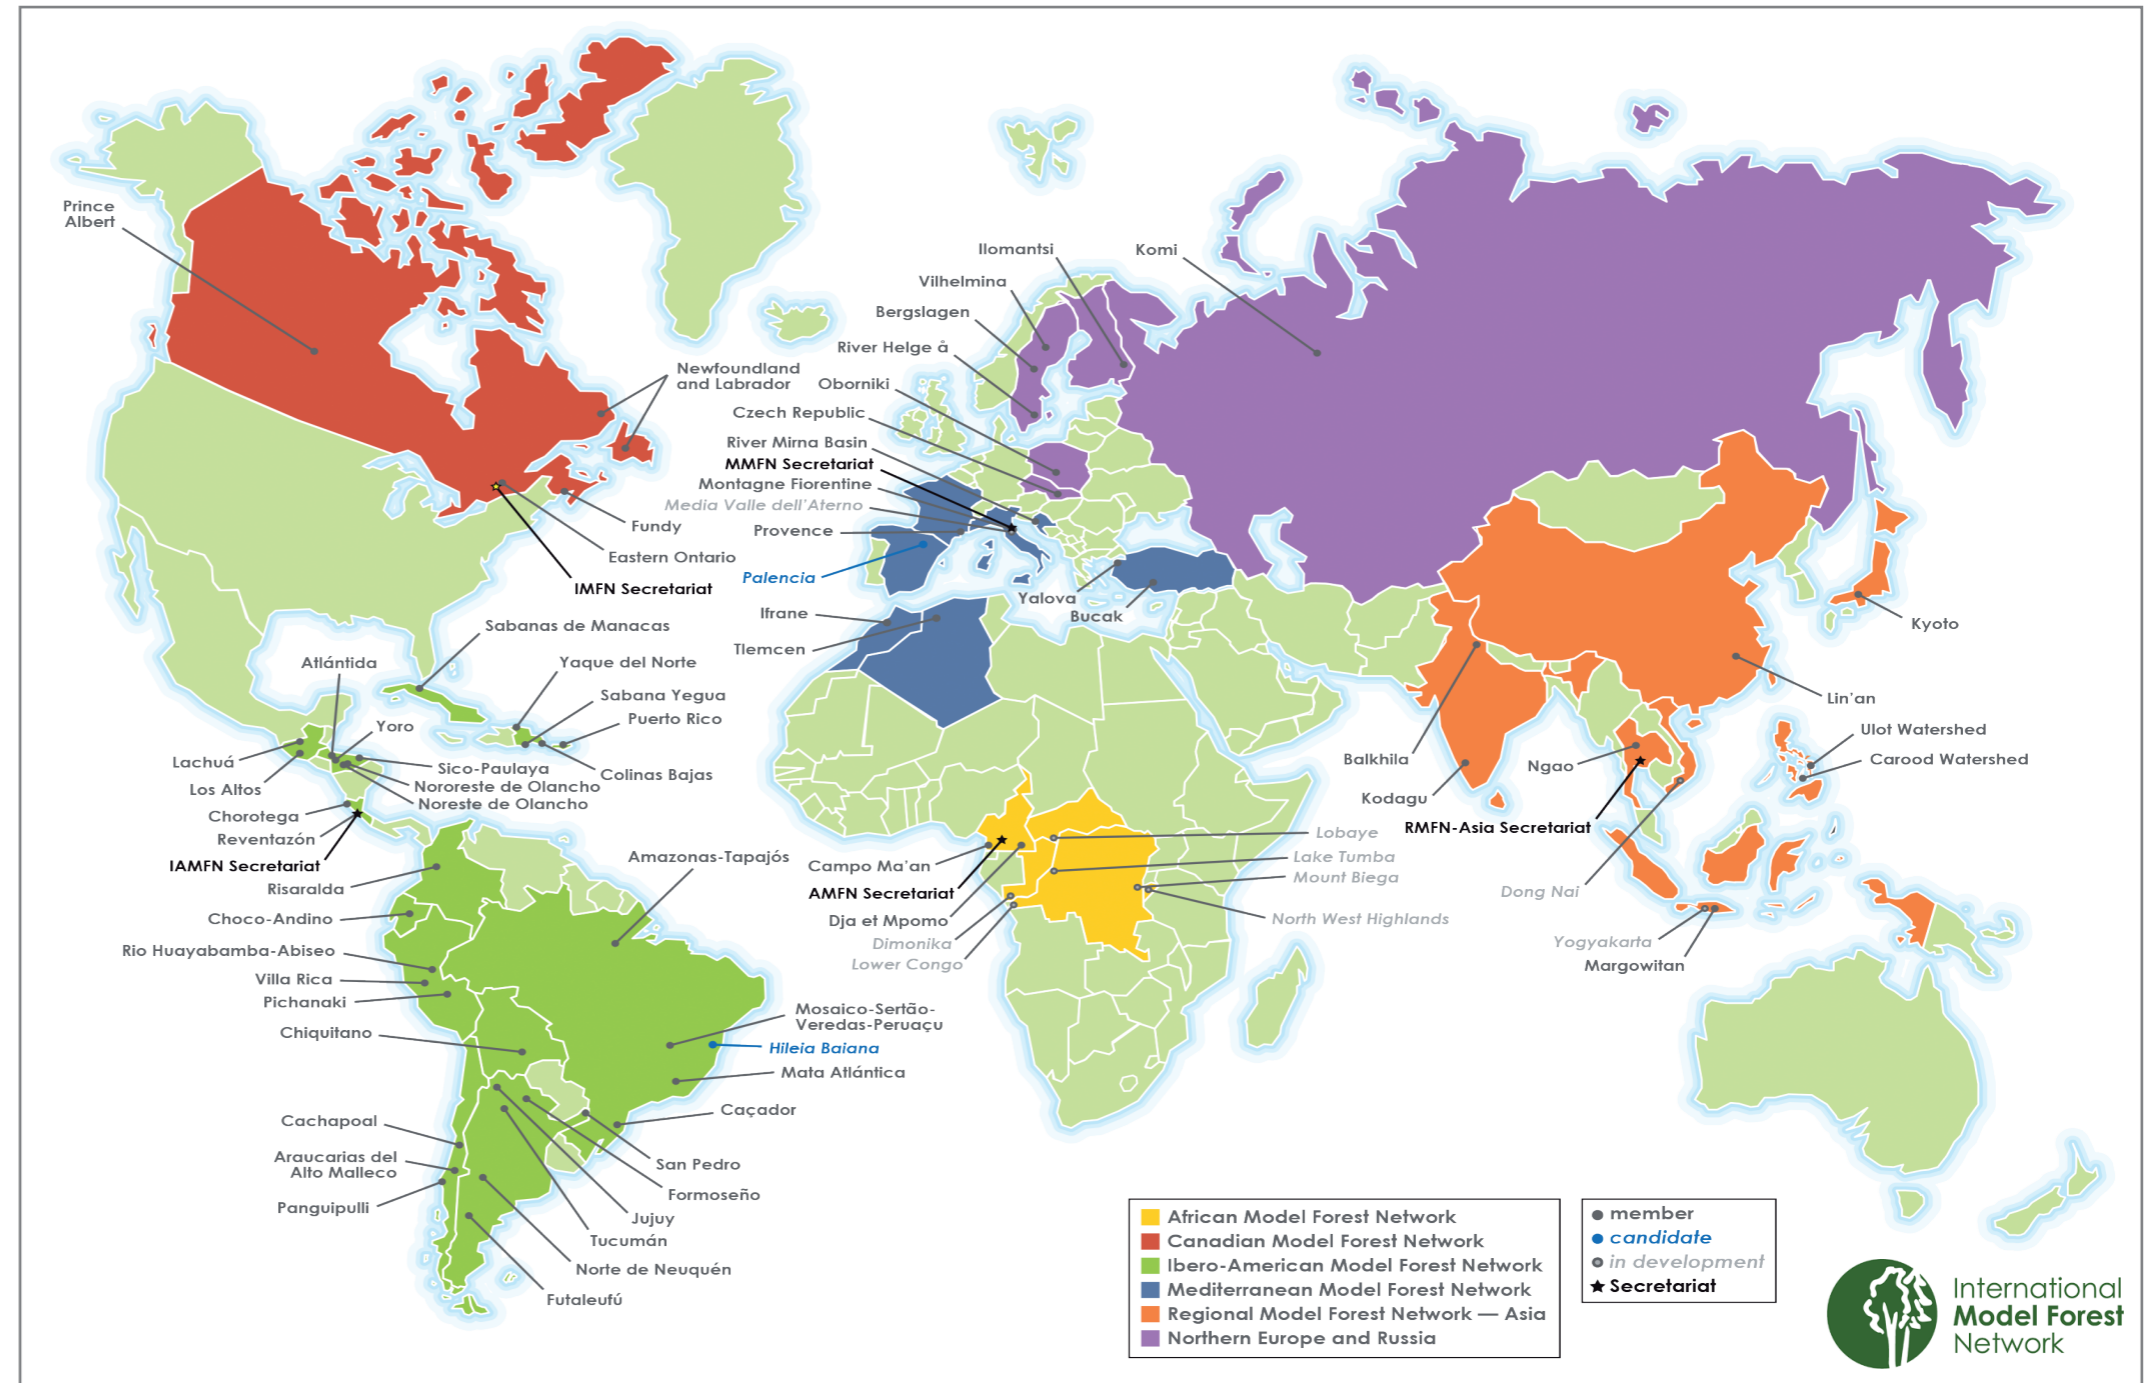 Prince
Albert
Newfoundland
and Labrador
Fundy
Eastern Ontario
IMFN Secretariat
Ilomantsi
Komi
Vilhelmina
Bergslagen
River Helge å
Oborniki
Czech Republic
River Mirna Basin
MMFN Secretariat
Montagne Fiorentine
Media Valle dell'Aterno
Provence
Palencia
Ifrane
Tlemcen
Yalova
Bucak
Kyoto
Lin'an
Ulot Watershed
Carood Watershed
Balkhila
Kodagu
Ngao
RMFN-Asia Secretariat
Dong Nai
Yogyakarta
Margowitan
Sabanas de Manacas
Atlántida
Yaque del Norte
Sabana Yegua
Puerto Rico
Yoro
Lachuá
Sico-Paulaya
Colinas Bajas
Los Altos
Nororeste de Olancho
Noreste de Olancho
Chorotega
Reventazón
IAMFN Secretariat
Risaralda
Choco-Andino
Rio Huayabamba-Abiseo
Villa Rica
Pichanaki
Chiquitano
Amazonas-Tapajós
Mosaico-Sertão-
Veredas-Peruaçu
Hileia Baiana
Mata Atlántica
Caçador
Cachapoal
Araucarias del
Alto Malleco
Panguipulli
San Pedro
Formoseño
Jujuy
Tucumán
Norte de Neuquén
Futaleufú
Campo Ma'an
AMFN Secretariat
Dja et Mpomo
Dimonika
Lower Congo
Lobaye
Lake Tumba
Mount Biega
North West Highlands
African Model Forest Network
Canadian Model Forest Network
Ibero-American Model Forest Network
Mediterranean Model Forest Network
Regional Model Forest Network — Asia
Northern Europe and Russia
member
candidate
in development
Secretariat
International
Model Forest
Network